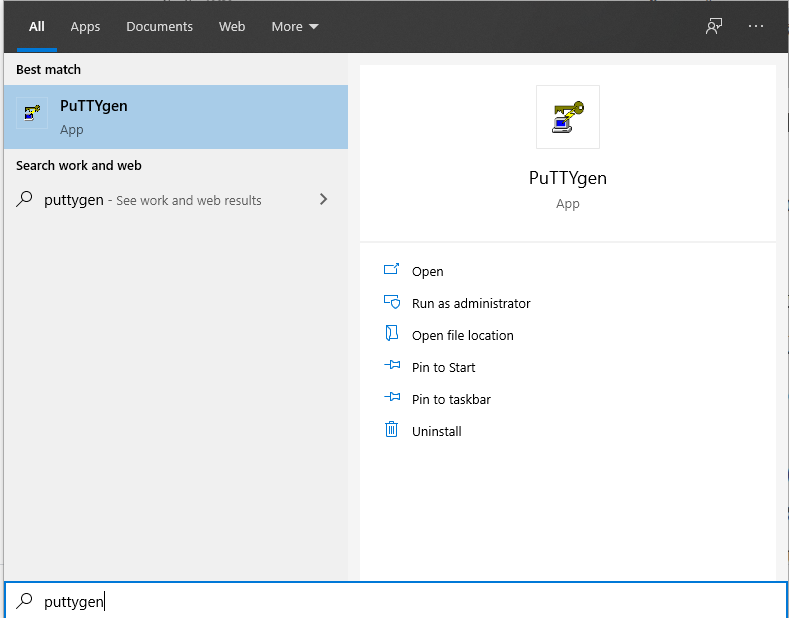 All Apps Documents Web More
Best match
PuTTYgen
App
Search work and web
puttygen - See work and web results
PuTTYgen
App
Open
Run as administrator
Open file location
Pin to Start
Pin to taskbar
Uninstall
puttygen